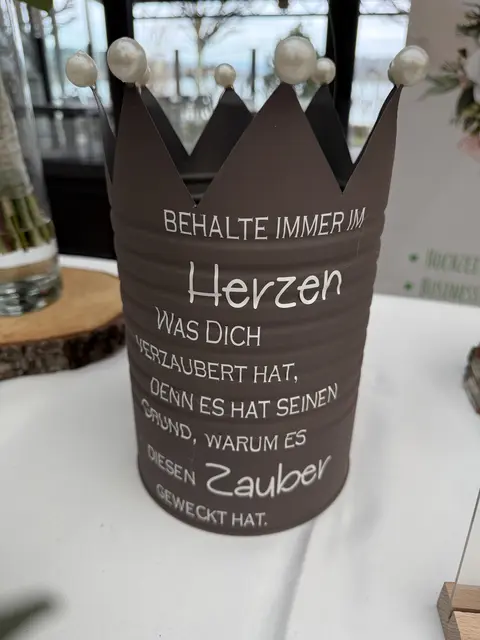 BEHALTE IMMER IM
Herzen
WAS DICH
VERZAUBERT HAT,
DENN ES HAT SEINEN
GRUND, WARUM ES
DIESEN Zauber
GEWECKT HAT.